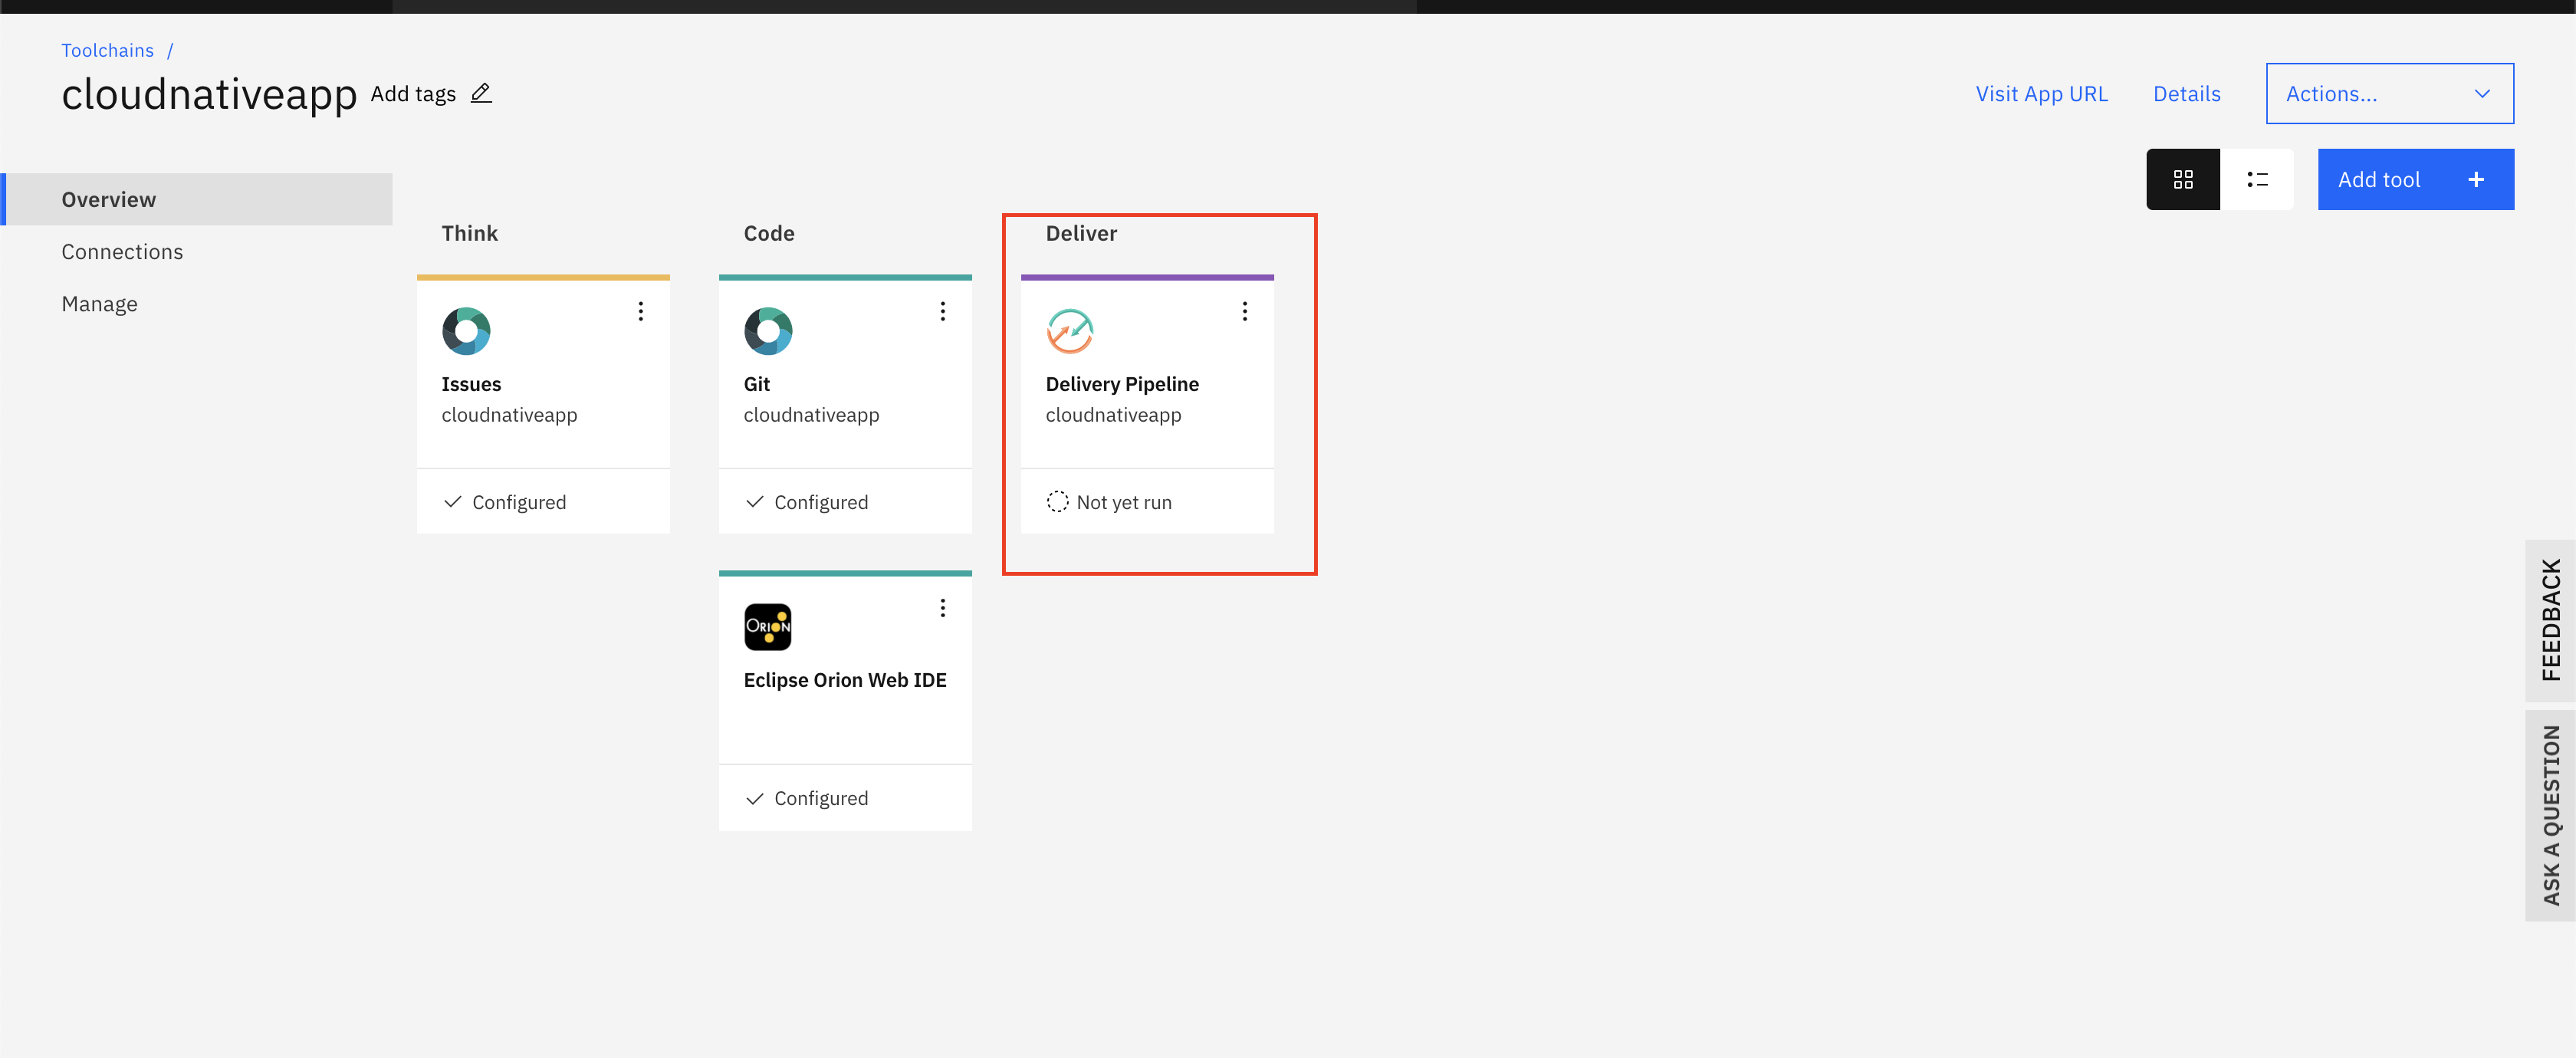 Toolchains /
cloudnativeapp Add tags
Visit App URL Details Actions...
Add tool +
Overview
Connections
Manage
Think
Issues
cloudnativeapp
Configured
Code
Git
cloudnativeapp
Configured
ORION
Eclipse Orion Web IDE
Configured
Deliver
Delivery Pipeline
cloudnativeapp
Not yet run
FEEDBACK
ASK A QUESTION